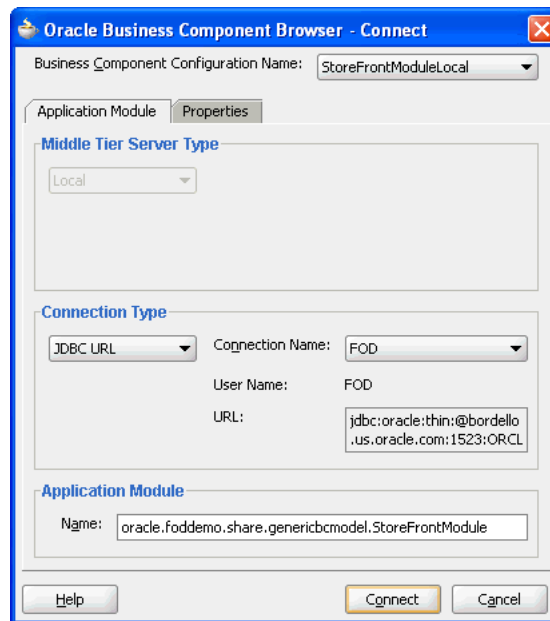 Oracle Business Component Browser - Connect
Business Component Configuration Name: StoreFrontModuleLocal
Application Module Properties
Middle Tier Server Type
Local
Connection Type
JDBC URL Connection Name: FOD
User Name: FOD
URL: jdbc:oracle:thin:@bordello
.us.oracle.com:1523:ORCL
Application Module
Name: oracle.foddemo.share.genericbcmodel.StoreFrontModule
Help Connect Cancel